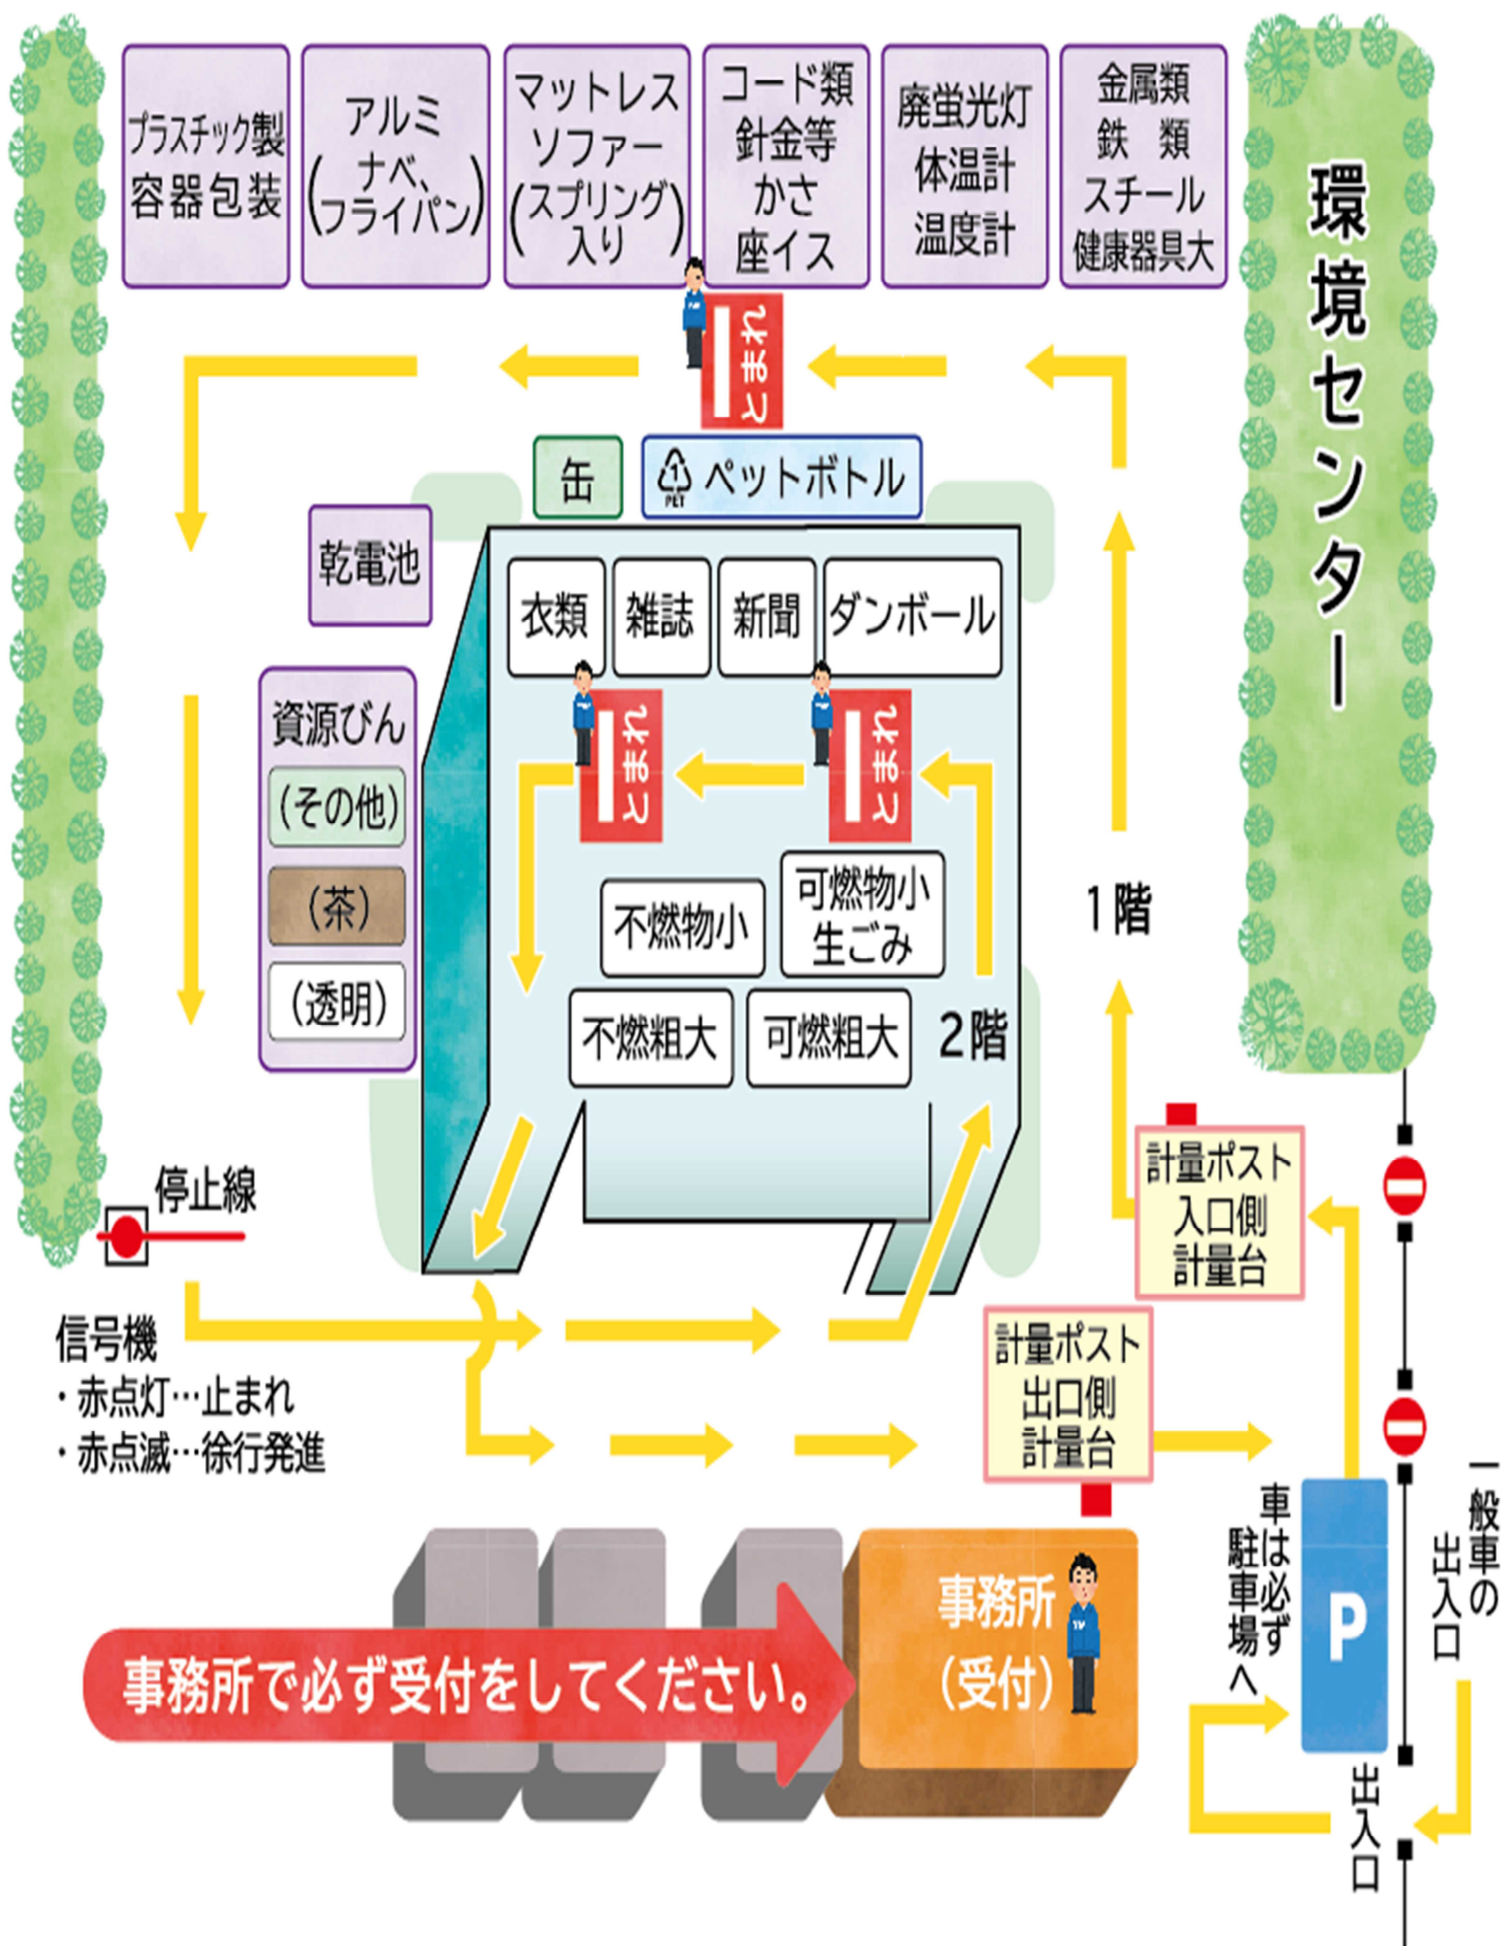 プラスチック製
容器包装
アルミ
(ナベ、
フライパン)
マットレス
ソファー
(スプリング
入り)
コード類
針金等
かさ
座イス
廃蛍光灯
体温計
温度計
金属類
鉄　類
スチール
健康器具大
環境センター
とまれ
缶
1
PET
ペットボトル
乾電池
衣類
雑誌
新聞
ダンボール
資源びん
(その他)
(茶)
(透明)
とまれ
とまれ
不燃物小
可燃物小
生ごみ
不燃粗大
可燃粗大
2階
1階
計量ポスト
入口側
計量台
停止線
信号機
・赤点灯…止まれ
・赤点滅…徐行発進
計量ポスト
出口側
計量台
一般車の
出入口
車は必ず
駐車場へ
P
事務所
(受付)
事務所で必ず受付をしてください。
出入口